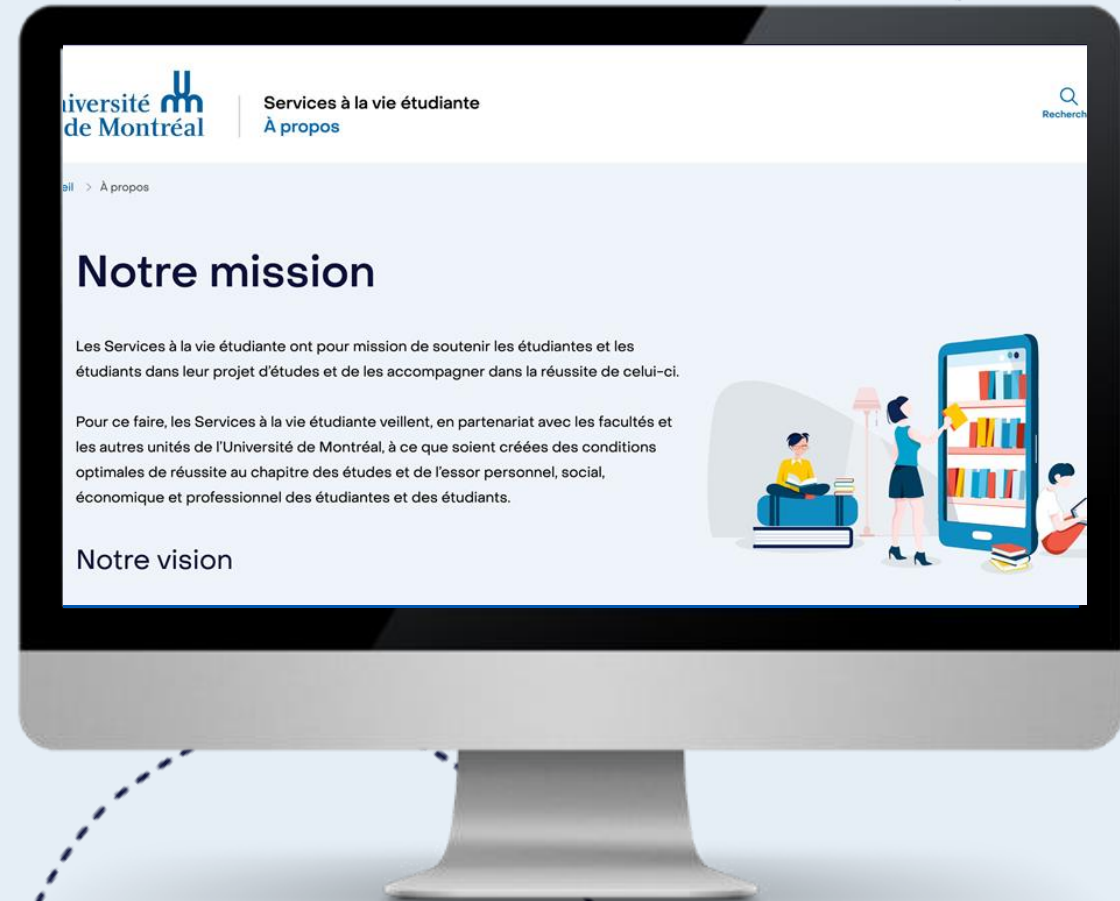 iversité
de Montréal
Services à la vie étudiante
À propos
Recherch
eil > À propos
Notre mission
Les Services à la vie étudiante ont pour mission de soutenir les étudiantes et les
étudiants dans leur projet d'études et de les accompagner dans la réussite de celui-ci.
Pour ce faire, les Services à la vie étudiante veillent, en partenariat avec les facultés et
les autres unités de l'Université de Montréal, à ce que soient créées des conditions
optimales de réussite au chapitre des études et de l'essor personnel, social,
économique et professionnel des étudiantes et des étudiants.
Notre vision